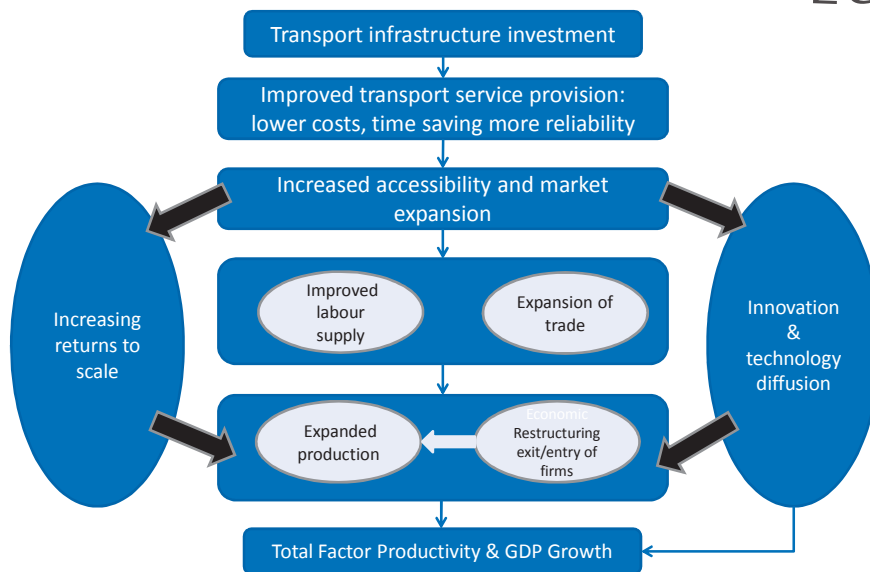 Transport infrastructure investment
Improved transport service provision:
lower costs, time saving more reliability
Increased accessibility and market
expansion
Improved
labour
supply
Expansion of
trade
Increasing
returns to
scale
Innovation
&
technology
diffusion
Expanded
production
Economic
Restructuring
exit/entry of
firms
Total Factor Productivity & GDP Growth